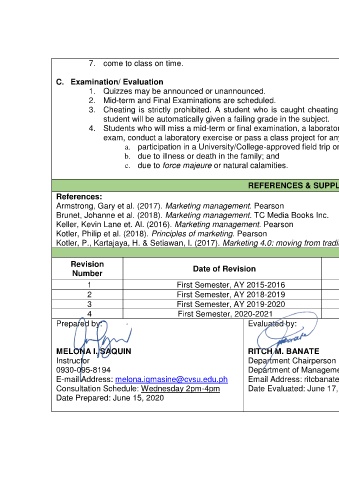 7. come to class on time.
C. Examination/ Evaluation
1. Quizzes may be announced or unannounced.
2. Mid-term and Final Examinations are scheduled.
3. Cheating is strictly prohibited. A student who is caught cheating
student will be automatically given a failing grade in the subject.
4. Students who will miss a mid-term or final examination, a laborator
exam, conduct a laboratory exercise or pass a class project for an
a. participation in a University/College-approved field trip or
b. due to illness or death in the family; and
c. due to force majeure or natural calamities.
REFERENCES & SUPPL
References:
Armstrong, Gary et al. (2017). Marketing management. Pearson
Brunet, Johanne et al. (2018). Marketing management. TC Media Books Inc.
Keller, Kevin Lane et. Al. (2016). Marketing management. Pearson
Kotler, Philip et al. (2018). Principles of marketing. Pearson
Kotler, P., Kartajaya, H. & Setiawan, I. (2017). Marketing 4.0: moving from tradi
Revision Number Date of Revision
1 First Semester, AY 2015-2016
2 First Semester, AY 2018-2019
3 First Semester, AY 2019-2020
4 First Semester, 2020-2021
Prepared by: Evaluated by:
MELONA I. SAQUIN RITCH M. BANATE
Instructor Department Chairperson
0930-095-8194 Department of Manageme
E-mail Address: melona.igmasine@cvsu.edu.ph Email Address: ritcbanate
Consultation Schedule: Wednesday 2pm-4pm Date Evaluated: June 17,
Date Prepared: June 15, 2020